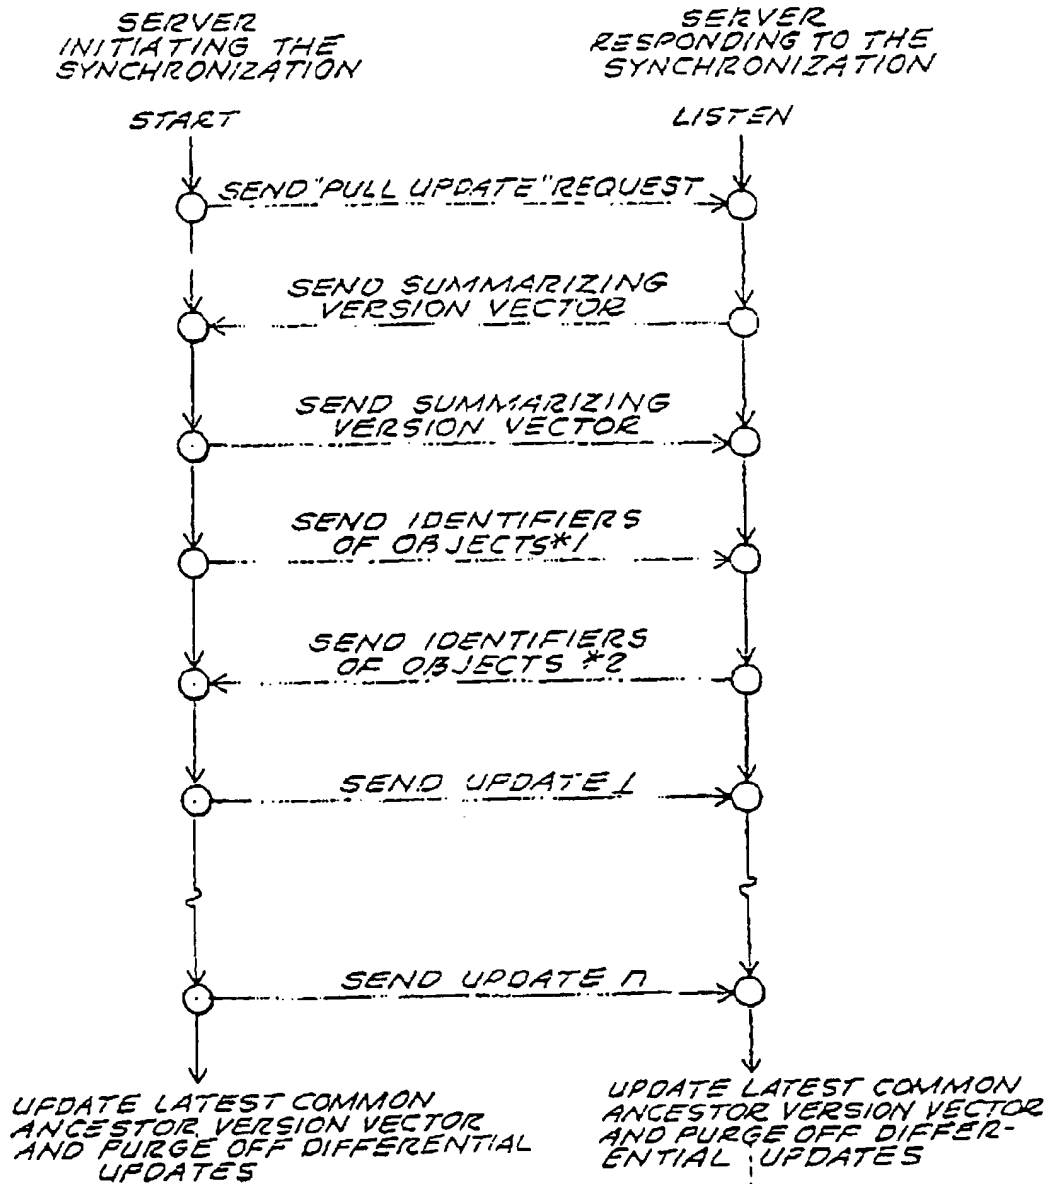 SERVER
INITIATING THE
SYNCHRONIZATION
SERVER
RESPONDING TO THE
SYNCHRONIZATION
START
LISTEN
SEND "PULL UPDATE" REQUEST
SEND SUMMARIZING
VERSION VECTOR
SEND SUMMARIZING
VERSION VECTOR
SEND IDENTIFIERS
OF OBJECTS*1
SEND IDENTIFIERS
OF OBJECTS *2
SEND UPDATE 1
SEND UPDATE n
UPDATE LATEST COMMON
ANCESTOR VERSION VECTOR
AND PURGE OFF DIFFERENTIAL
UPDATES
UPDATE LATEST COMMON
ANCESTOR VERSION VECTOR
AND PURGE OFF DIFFER-
ENTIAL UPDATES